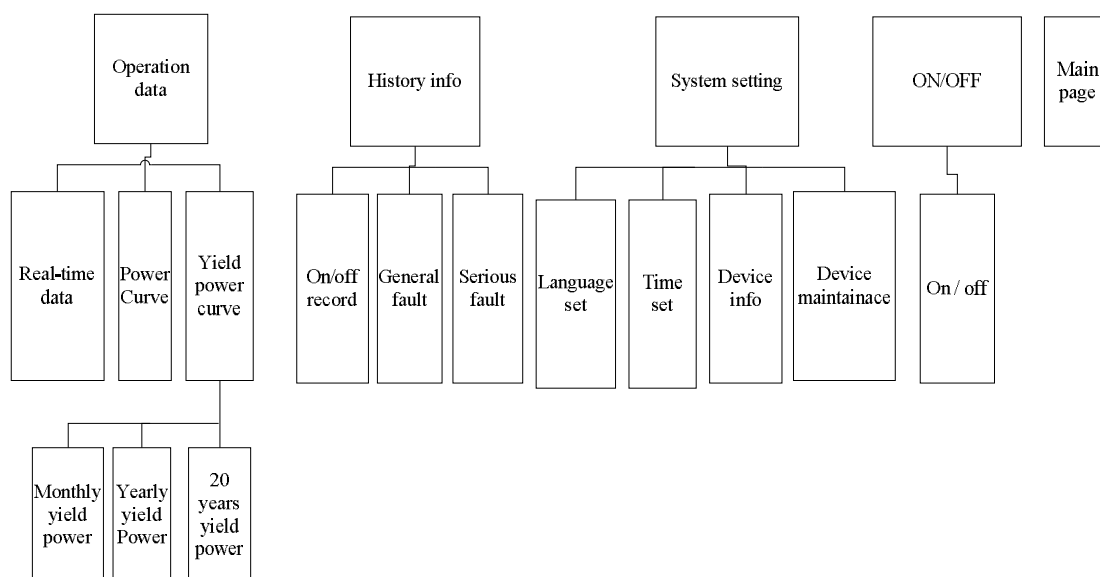 Operation
data
History info
System setting
ON/OFF
Main
page
Real-time
data
Power
Curve
Yield
power
curve
On/off
record
General
fault
Serious
fault
Language
set
Time
set
Device
info
Device
maintainace
On / off
Monthly
yield
power
Yearly
yield
Power
20
years
yield
power